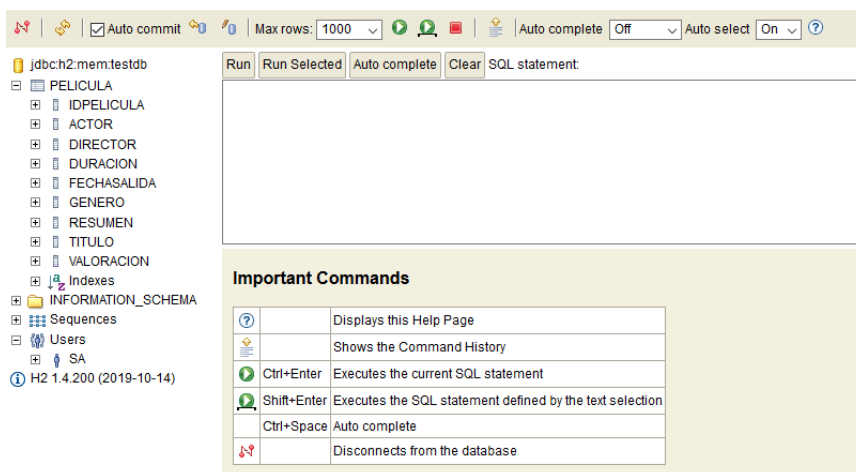 Auto commit Max rows: 1000 Auto complete Off Auto select On
jdbc:h2:mem:testdb
PELICULA
IDPELICULA
ACTOR
DIRECTOR
DURACION
FECHASALIDA
GENERO
RESUMEN
TITULO
VALORACION
Indexes
INFORMATION_SCHEMA
Sequences
Users
SA
H2 1.4.200 (2019-10-14)
Run Run Selected Auto complete Clear SQL statement:
Important Commands
Displays this Help Page
Shows the Command History
Ctrl+Enter Executes the current SQL statement
Shift+Enter Executes the SQL statement defined by the text selection
Ctrl+Space Auto complete
Disconnects from the database